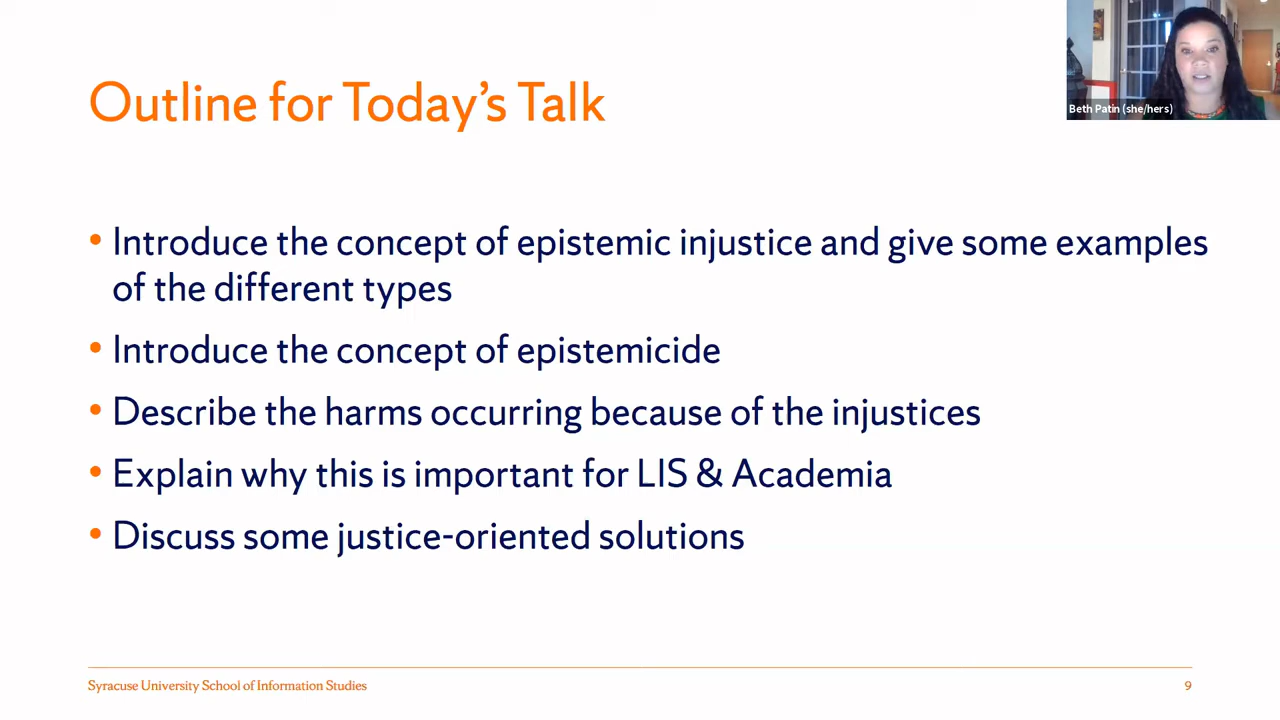 Outline for Today's Talk
Beth Patin (she/hers)
• Introduce the concept of epistemic injustice and give some examples
of the different types
• Introduce the concept of epistemicide
• Describe the harms occurring because of the injustices
• Explain why this is important for LIS & Academia
• Discuss some justice-oriented solutions
Syracuse University School of Information Studies
9